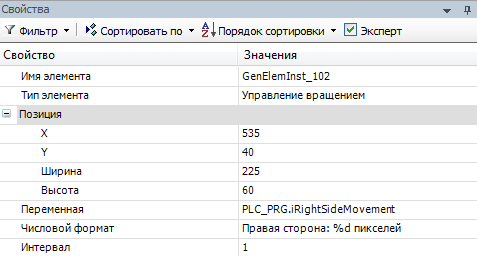 Свойства
Фильтр Сортировать по Порядок сортировки Эксперт
Свойство Значения
Имя элемента GenElemInst_102
Тип элемента Управление вращением
Позиция
X 535
Y 40
Ширина 225
Высота 60
Переменная PLC_PRG.iRightSideMovement
Числовой формат Правая сторона: %d пикселей
Интервал 1